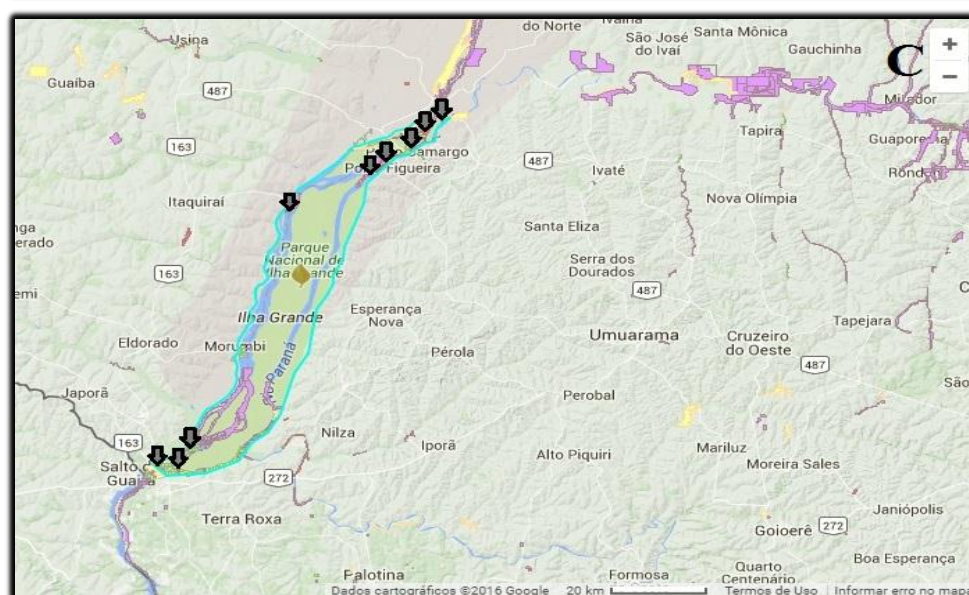 Usina
do Norte
São José
do Ivaí
Santa Mônica
Gauchinha
C
+
−
Guaíba
487
Tapira
163
Camargo
Figueira
487
Ivaté
Itaquiraí
Nova Olímpia
Santa Eliza
Parque
Nacional de
Ilha Grande
163
Serra dos
Dourados
487
Ilha Grande
Esperança
Nova
Tapejara
Umuarama
Cruzeiro
do Oeste
Eldorado
Morumbi
Pérola
487
Rio Paraná
Japorã
Perobal
163
Nilza
Iporã
Alto Piquiri
Mariluz
Moreira Sales
Salto
272
Terra Roxa
Janiópolis
Goioerê
272
Boa Esperança
Palotina
Formosa
Quarto
Centenário
Dados cartográficos ©2016 Google
20 km
Termos de Uso
Informar erro no mapa